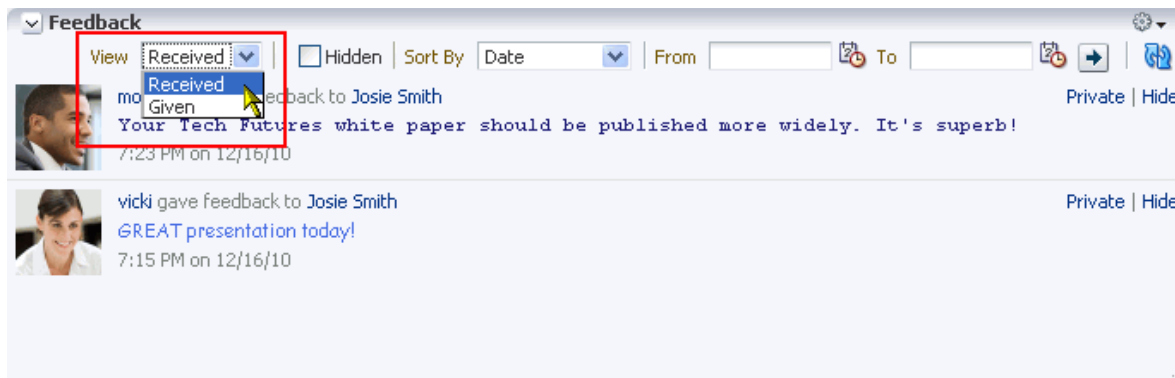 Feedback
View Received Hidden Sort By Date From To
Received
Given
mo edback to Josie Smith Private | Hide
Your Tech Futures white paper should be published more widely. It's superb!
7:23 PM on 12/16/10
vicki gave feedback to Josie Smith Private | Hide
GREAT presentation today!
7:15 PM on 12/16/10